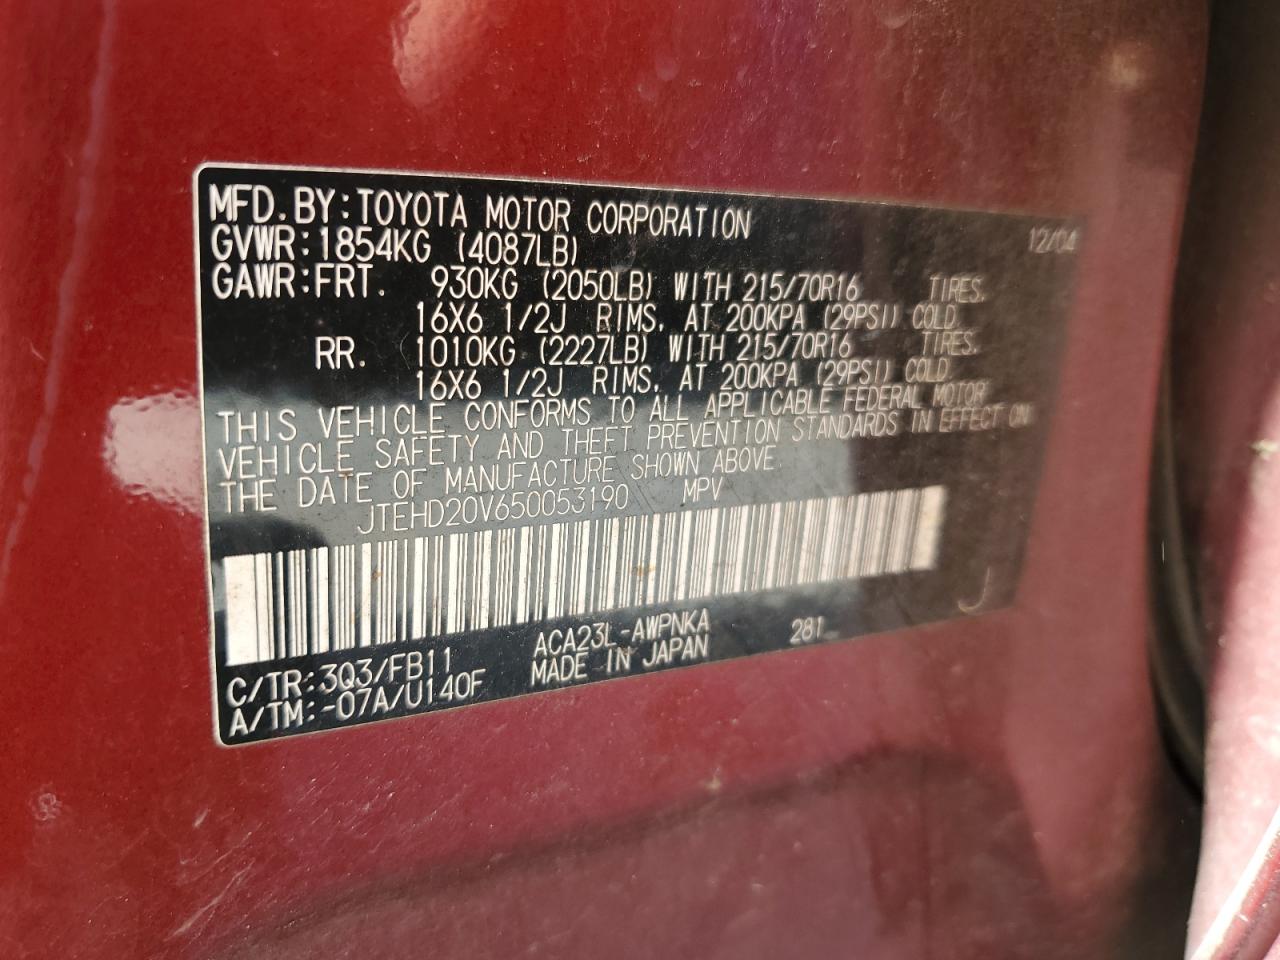 MFD.BY:TOYOTA MOTOR CORPORATION 12/04
GVWR:1854KG (4087LB)
GAWR:FRT. 930KG (2050LB) WITH 215/70R16 TIRES,
16X6 1/2J RIMS, AT 200KPA (29PSI) COLD.
RR. 1010KG (2227LB) WITH 215/70R16 TIRES,
16X6 1/2J RIMS, AT 200KPA (29PSI) COLD.
THIS VEHICLE CONFORMS TO ALL APPLICABLE FEDERAL MOTOR
VEHICLE SAFETY AND THEFT PREVENTION STANDARDS IN EFFECT ON
THE DATE OF MANUFACTURE SHOWN ABOVE.
JTEHD20V650053190 MPV
C/TR:3Q3/FB11 ACA23L-AWPNKA 281 J
A/TM:-07A/U140F MADE IN JAPAN